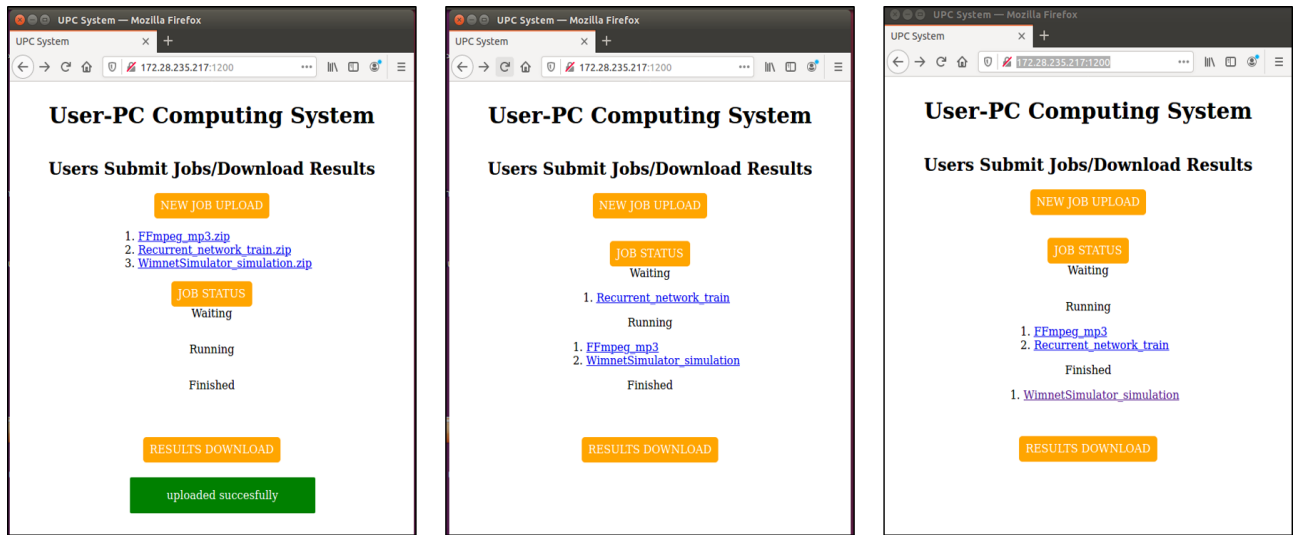 UPC System — Mozilla Firefox
UPC System
172.28.235.217:1200
User-PC Computing System
Users Submit Jobs/Download Results
NEW JOB UPLOAD
1. FFmpeg_mp3.zip
2. Recurrent_network_train.zip
3. WimnetSimulator_simulation.zip
JOB STATUS
Waiting
Running
Finished
RESULTS DOWNLOAD
uploaded succesfully
UPC System — Mozilla Firefox
UPC System
172.28.235.217:1200
User-PC Computing System
Users Submit Jobs/Download Results
NEW JOB UPLOAD
JOB STATUS
Waiting
1. Recurrent_network_train
Running
1. FFmpeg_mp3
2. WimnetSimulator_simulation
Finished
RESULTS DOWNLOAD
UPC System — Mozilla Firefox
UPC System
172.28.235.217:1200
User-PC Computing System
Users Submit Jobs/Download Results
NEW JOB UPLOAD
JOB STATUS
Waiting
Running
1. FFmpeg_mp3
2. Recurrent_network_train
Finished
1. WimnetSimulator_simulation
RESULTS DOWNLOAD